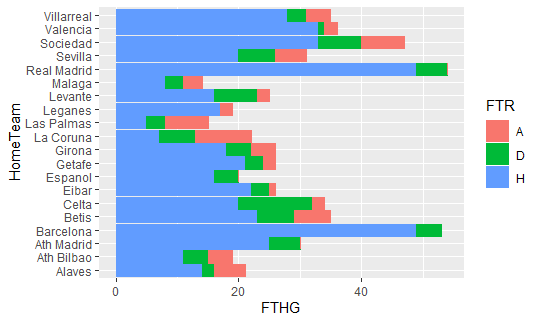 HomeTeam
Villarreal
Valencia
Sociedad
Sevilla
Real Madrid
Malaga
Levante
Leganes
Las Palmas
La Coruna
Girona
Getafe
Espanol
Eibar
Celta
Betis
Barcelona
Ath Madrid
Ath Bilbao
Alaves
0 20 40
FTHG
FTR
A
D
H